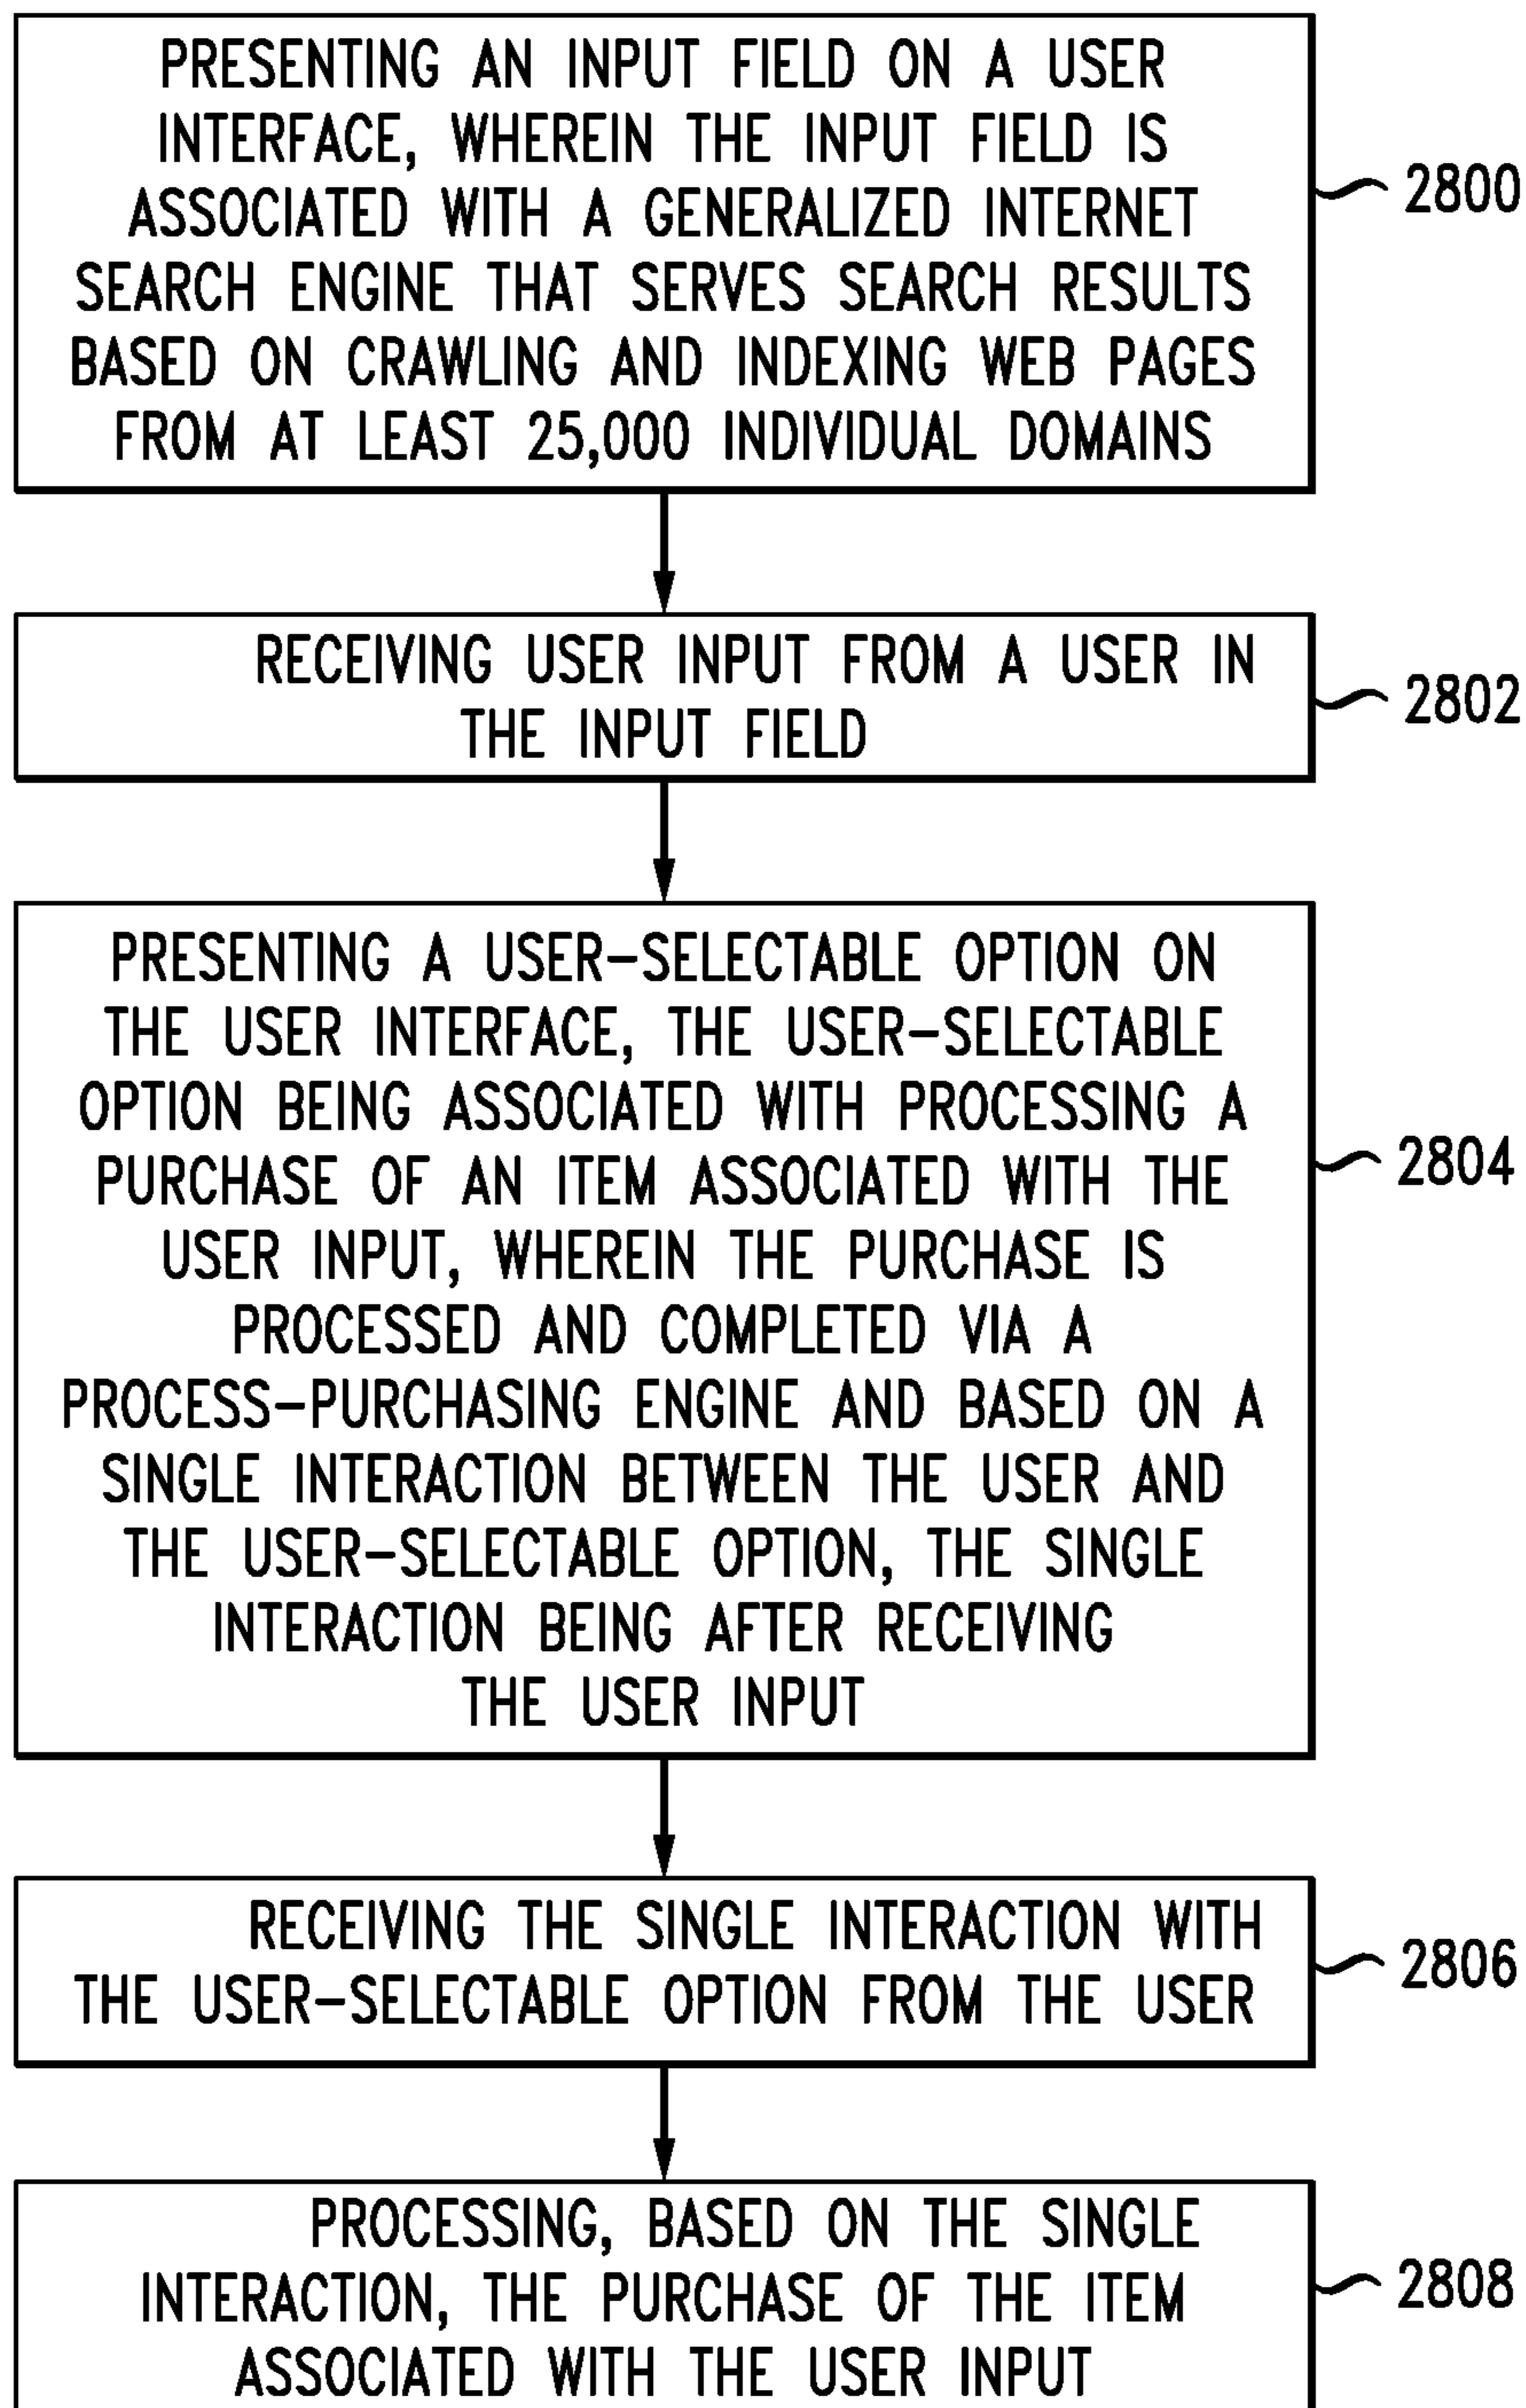 PRESENTING AN INPUT FIELD ON A USER
INTERFACE, WHEREIN THE INPUT FIELD IS
ASSOCIATED WITH A GENERALIZED INTERNET
SEARCH ENGINE THAT SERVES SEARCH RESULTS
BASED ON CRAWLING AND INDEXING WEB PAGES
FROM AT LEAST 25,000 INDIVIDUAL DOMAINS
2800
RECEIVING USER INPUT FROM A USER IN
THE INPUT FIELD
2802
PRESENTING A USER-SELECTABLE OPTION ON
THE USER INTERFACE, THE USER-SELECTABLE
OPTION BEING ASSOCIATED WITH PROCESSING A
PURCHASE OF AN ITEM ASSOCIATED WITH THE
USER INPUT, WHEREIN THE PURCHASE IS
PROCESSED AND COMPLETED VIA A
PROCESS-PURCHASING ENGINE AND BASED ON A
SINGLE INTERACTION BETWEEN THE USER AND
THE USER-SELECTABLE OPTION, THE SINGLE
INTERACTION BEING AFTER RECEIVING
THE USER INPUT
2804
RECEIVING THE SINGLE INTERACTION WITH
THE USER-SELECTABLE OPTION FROM THE USER
2806
PROCESSING, BASED ON THE SINGLE
INTERACTION, THE PURCHASE OF THE ITEM
ASSOCIATED WITH THE USER INPUT
2808